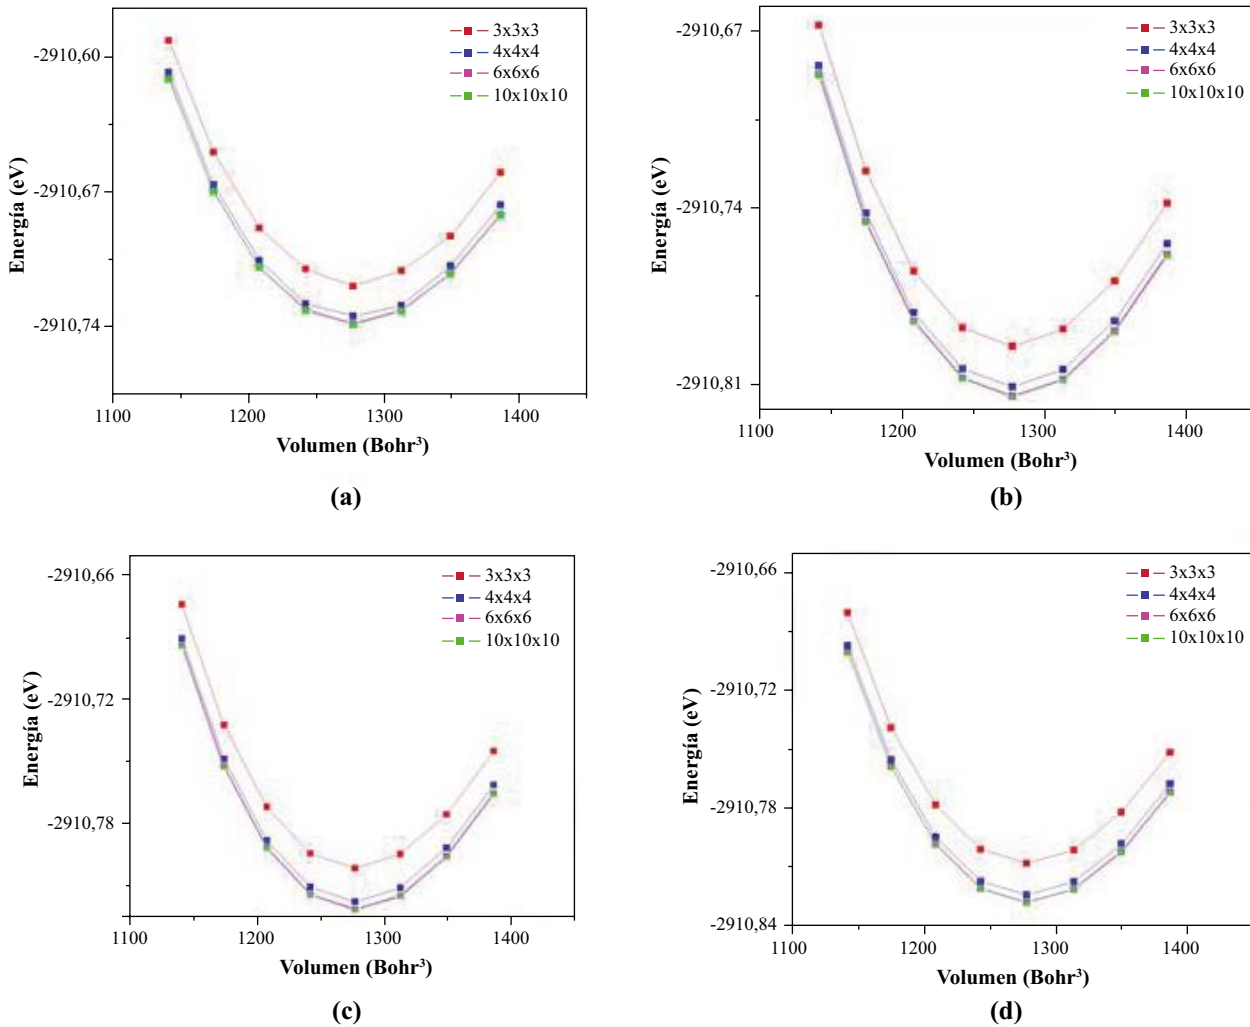 3x3x3
4x4x4
6x6x6
10x10x10
-2910,60
-2910,67
-2910,74
Energía (eV)
1100
1200
1300
1400
Volumen (Bohr³)
(a)
3x3x3
4x4x4
6x6x6
10x10x10
-2910,67
-2910,74
-2910,81
Energía (eV)
1100
1200
1300
1400
Volumen (Bohr³)
(b)
3x3x3
4x4x4
6x6x6
10x10x10
-2910,66
-2910,72
-2910,78
Energía (eV)
1100
1200
1300
1400
Volumen (Bohr³)
(c)
3x3x3
4x4x4
6x6x6
10x10x10
-2910,66
-2910,72
-2910,78
-2910,84
Energía (eV)
1100
1200
1300
1400
Volumen (Bohr³)
(d)